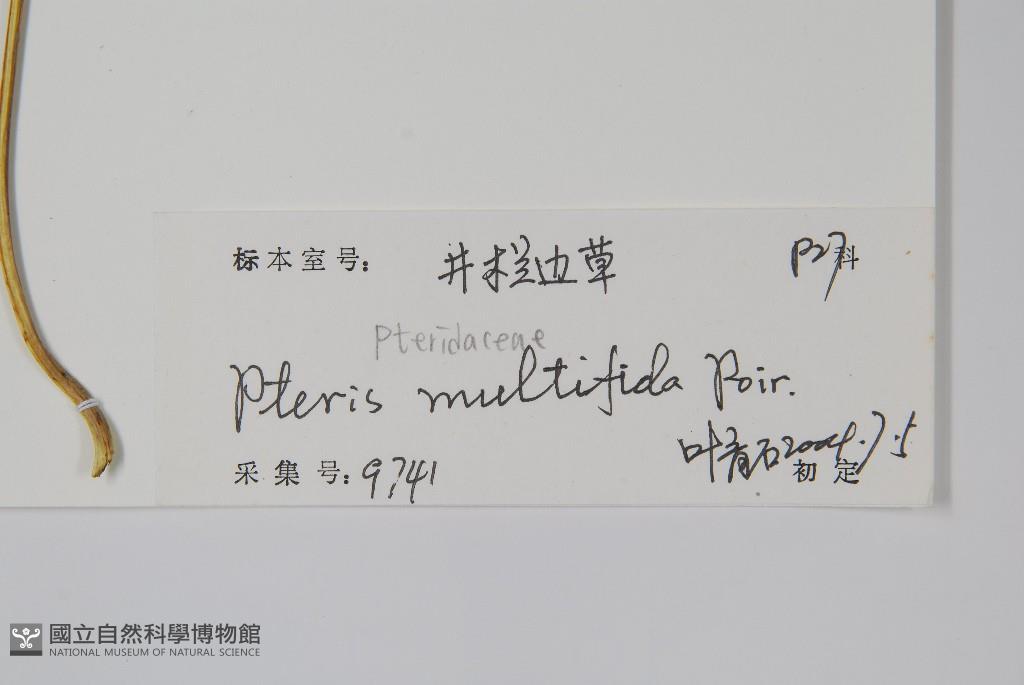 标本室号: 井栏边草 P27科
Pteridaceae
Pteris multifida Poir.
叶青石2004.7.5
采集号: 9741 初定
國立自然科學博物館
NATIONAL MUSEUM OF NATURAL SCIENCE